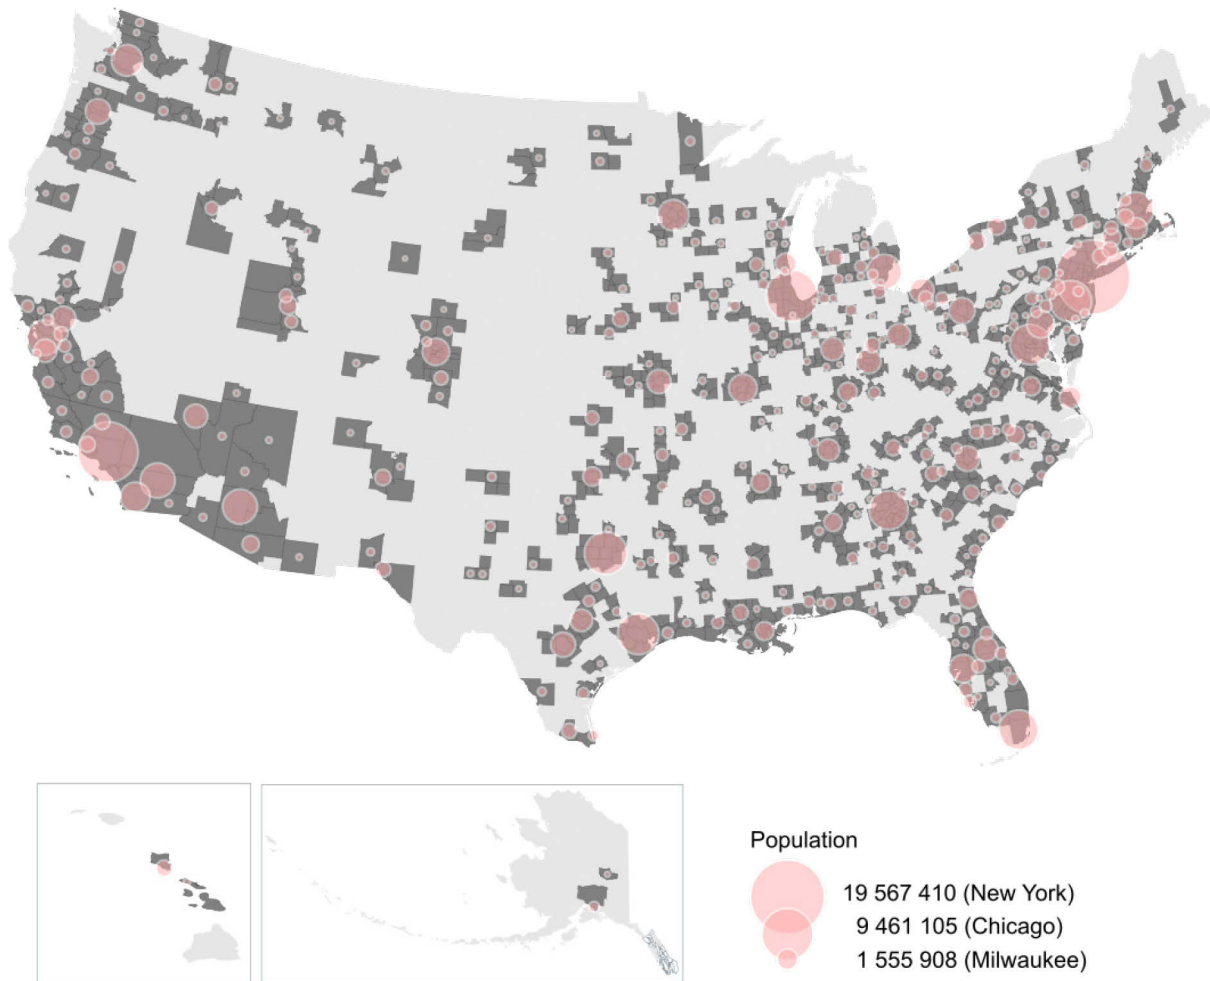 Population
19 567 410 (New York)
9 461 105 (Chicago)
1 555 908 (Milwaukee)